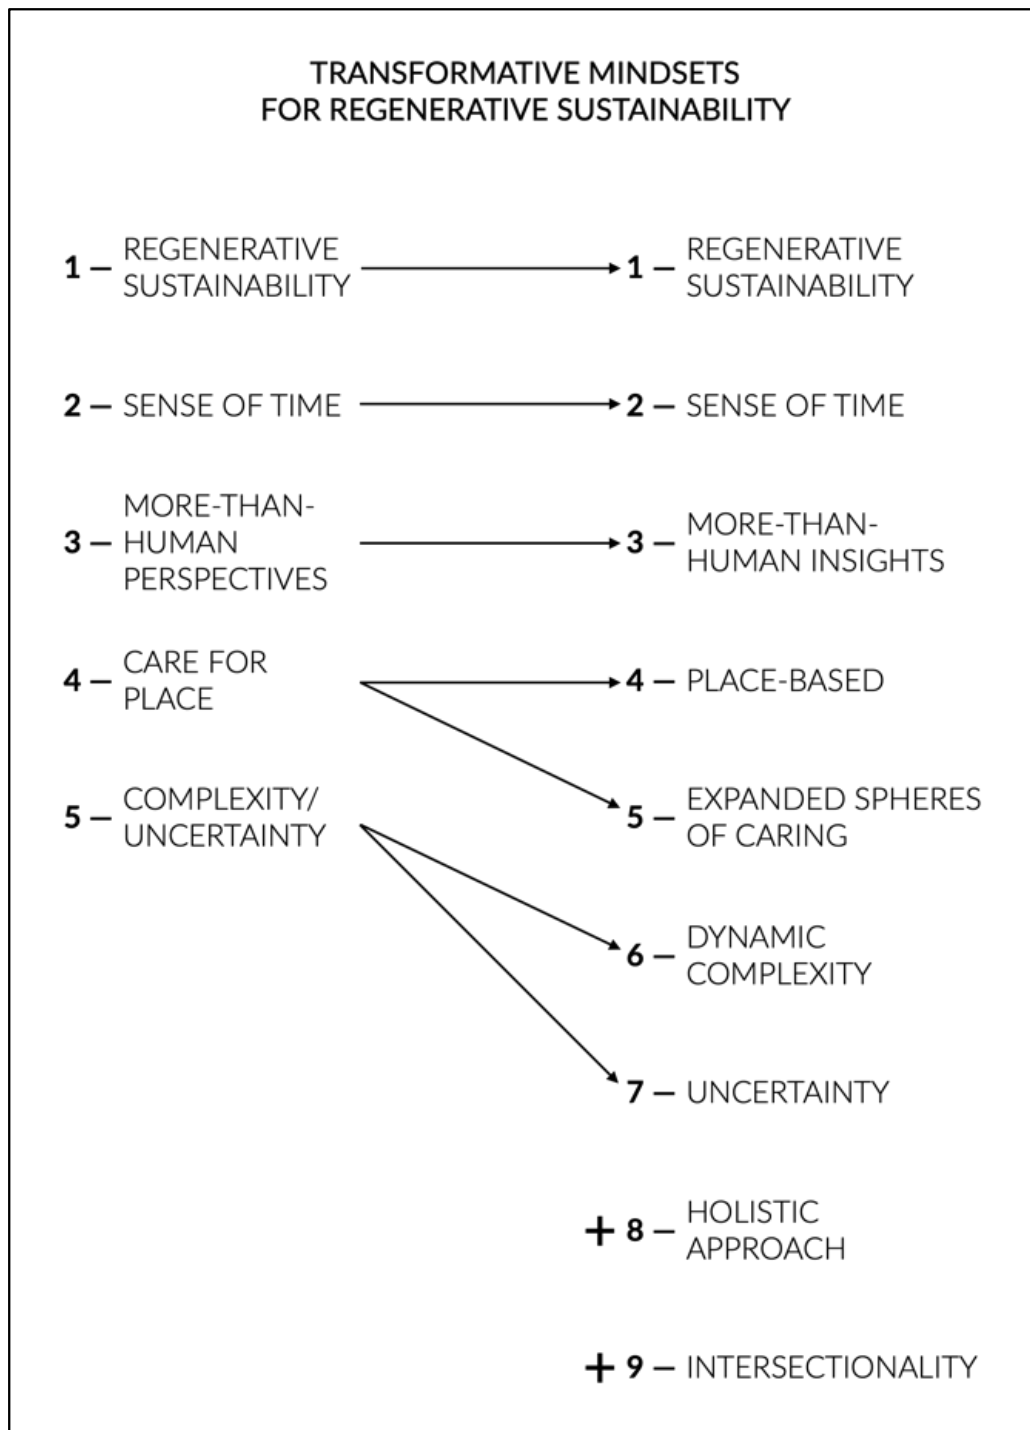 TRANSFORMATIVE MINDSETS
FOR REGENERATIVE SUSTAINABILITY
1 — REGENERATIVE
SUSTAINABILITY
1 — REGENERATIVE
SUSTAINABILITY
2 — SENSE OF TIME
2 — SENSE OF TIME
3 — MORE-THAN-
HUMAN
PERSPECTIVES
3 — MORE-THAN-
HUMAN INSIGHTS
4 — CARE FOR
PLACE
4 — PLACE-BASED
5 — COMPLEXITY/
UNCERTAINTY
5 — EXPANDED SPHERES
OF CARING
6 — DYNAMIC
COMPLEXITY
7 — UNCERTAINTY
+ 8 — HOLISTIC
APPROACH
+ 9 — INTERSECTIONALITY